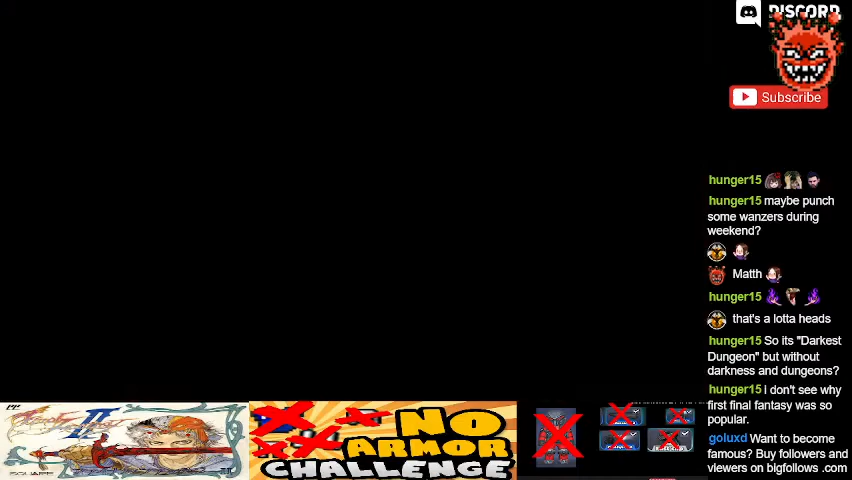 DISCORD
Subscribe
hunger15
hunger15 maybe punch
some wanzers during
weekend?
Matth
hunger15
that's a lotta heads
hunger15 So its "Darkest
Dungeon" but without
darkness and dungeons?
hunger15 I don't see why
first final fantasy was so
popular.
goluxd Want to become
famous? Buy followers and
viewers on bigfollows .com
II
SQUARE
NO
ARMOR
CHALLENGE